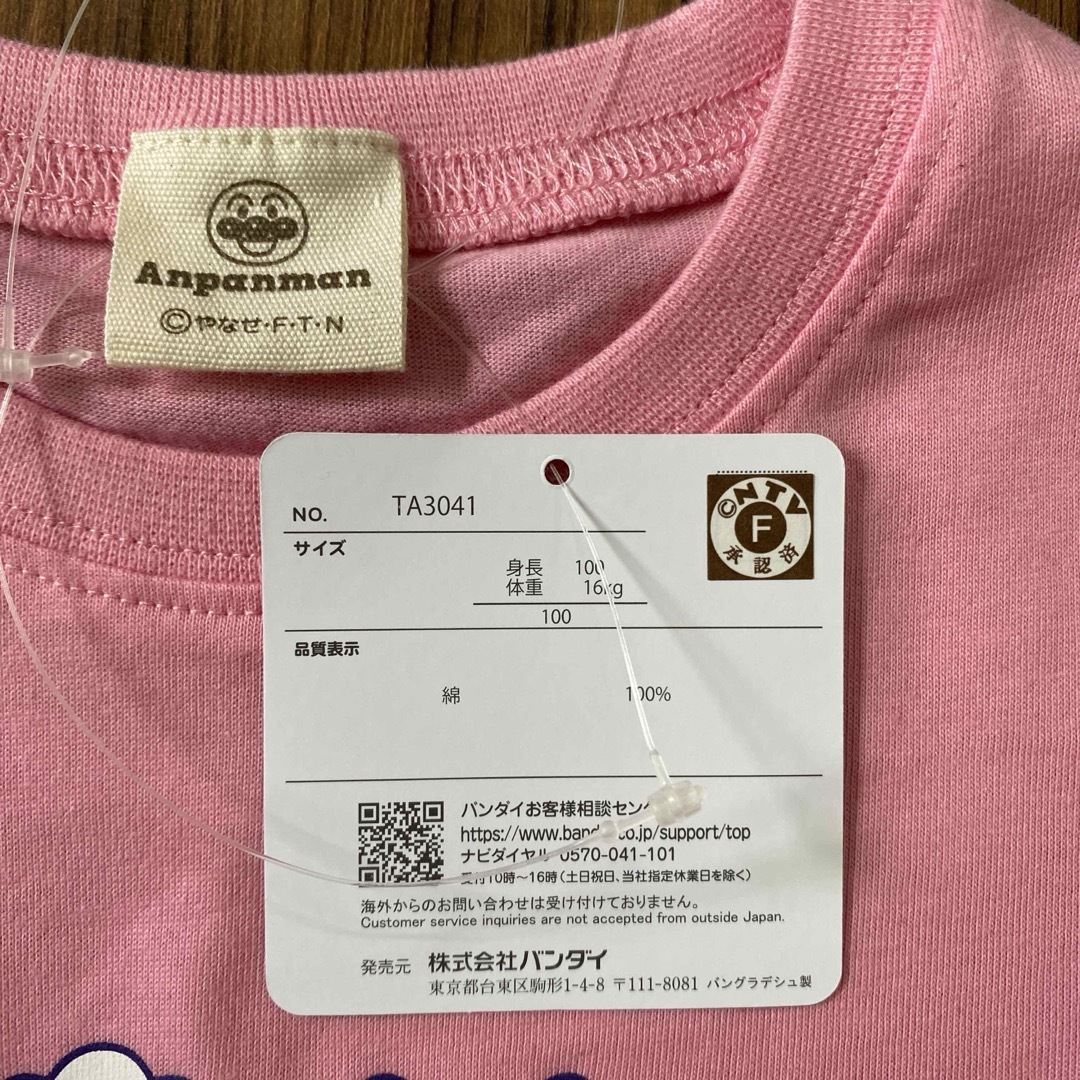 Anpanman
©やなせ・F・T・N
NO. TA3041
©NTV
F
承認済
サイズ
身長 100
体重 16kg
100
品質表示
綿 100%
バンダイお客様相談セン
https://www.band co.jp/support/top
ナビダイヤル 0570-041-101
受付10時～16時(土日祝日、当社指定休業日を除く)
海外からのお問い合わせは受け付けておりません。
Customer service inquiries are not accepted from outside Japan.
発売元 株式会社バンダイ
東京都台東区駒形1-4-8 〒111-8081 バングラデシュ製